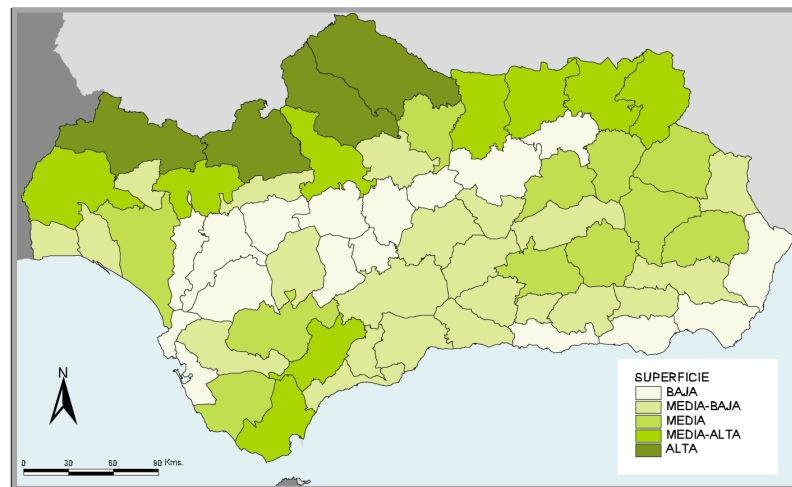 N
SUPERFICIE
BAJA
MEDIA-BAJA
MEDIA
MEDIA-ALTA
ALTA
0 30 60 90 Kms.